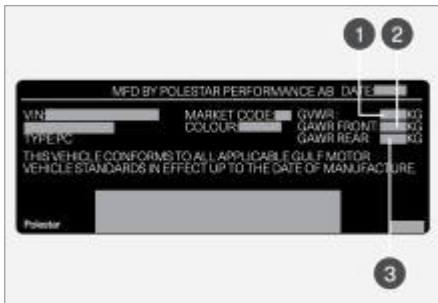 1 2
MFD BY POLESTAR PERFORMANCE AB DATE:
VIN: MARKET CODE: GVWR: KG
COLOUR: GAWR FRONT: KG
TYPE:PC GAWR REAR: KG
THIS VEHICLE CONFORMS TO ALL APPLICABLE GULF MOTOR
VEHICLE STANDARDS IN EFFECT UP TO THE DATE OF MANUFACTURE.
Polestar
3